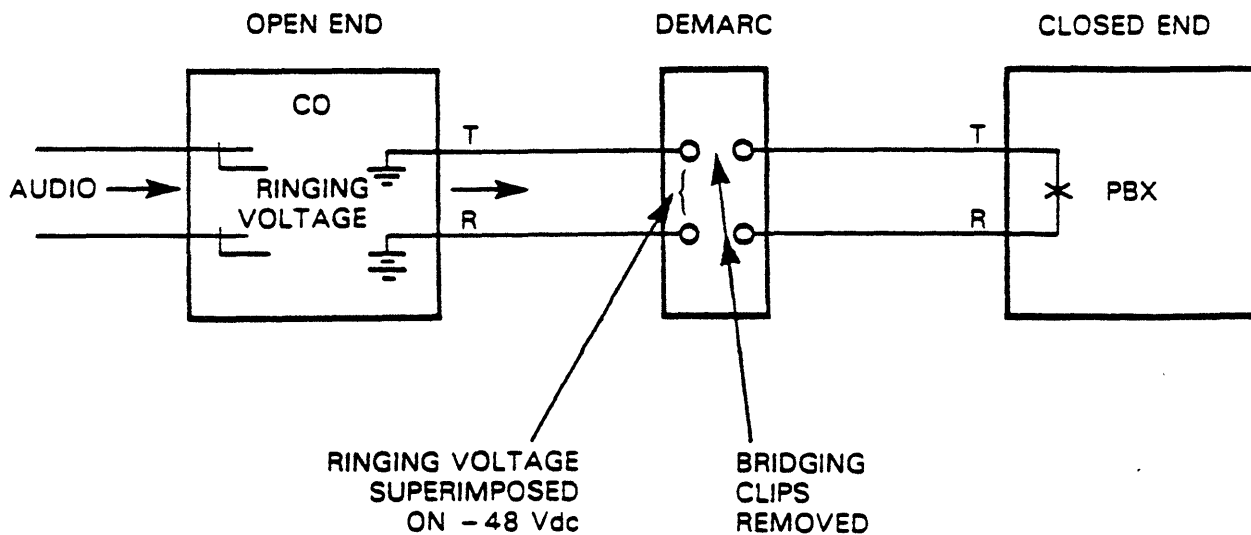 OPEN END
DEMARC
CLOSED END
CO
T
T
AUDIO
RINGING
VOLTAGE
PBX
R
R
RINGING VOLTAGE
SUPERIMPOSED
ON – 48 Vdc
BRIDGING
CLIPS
REMOVED